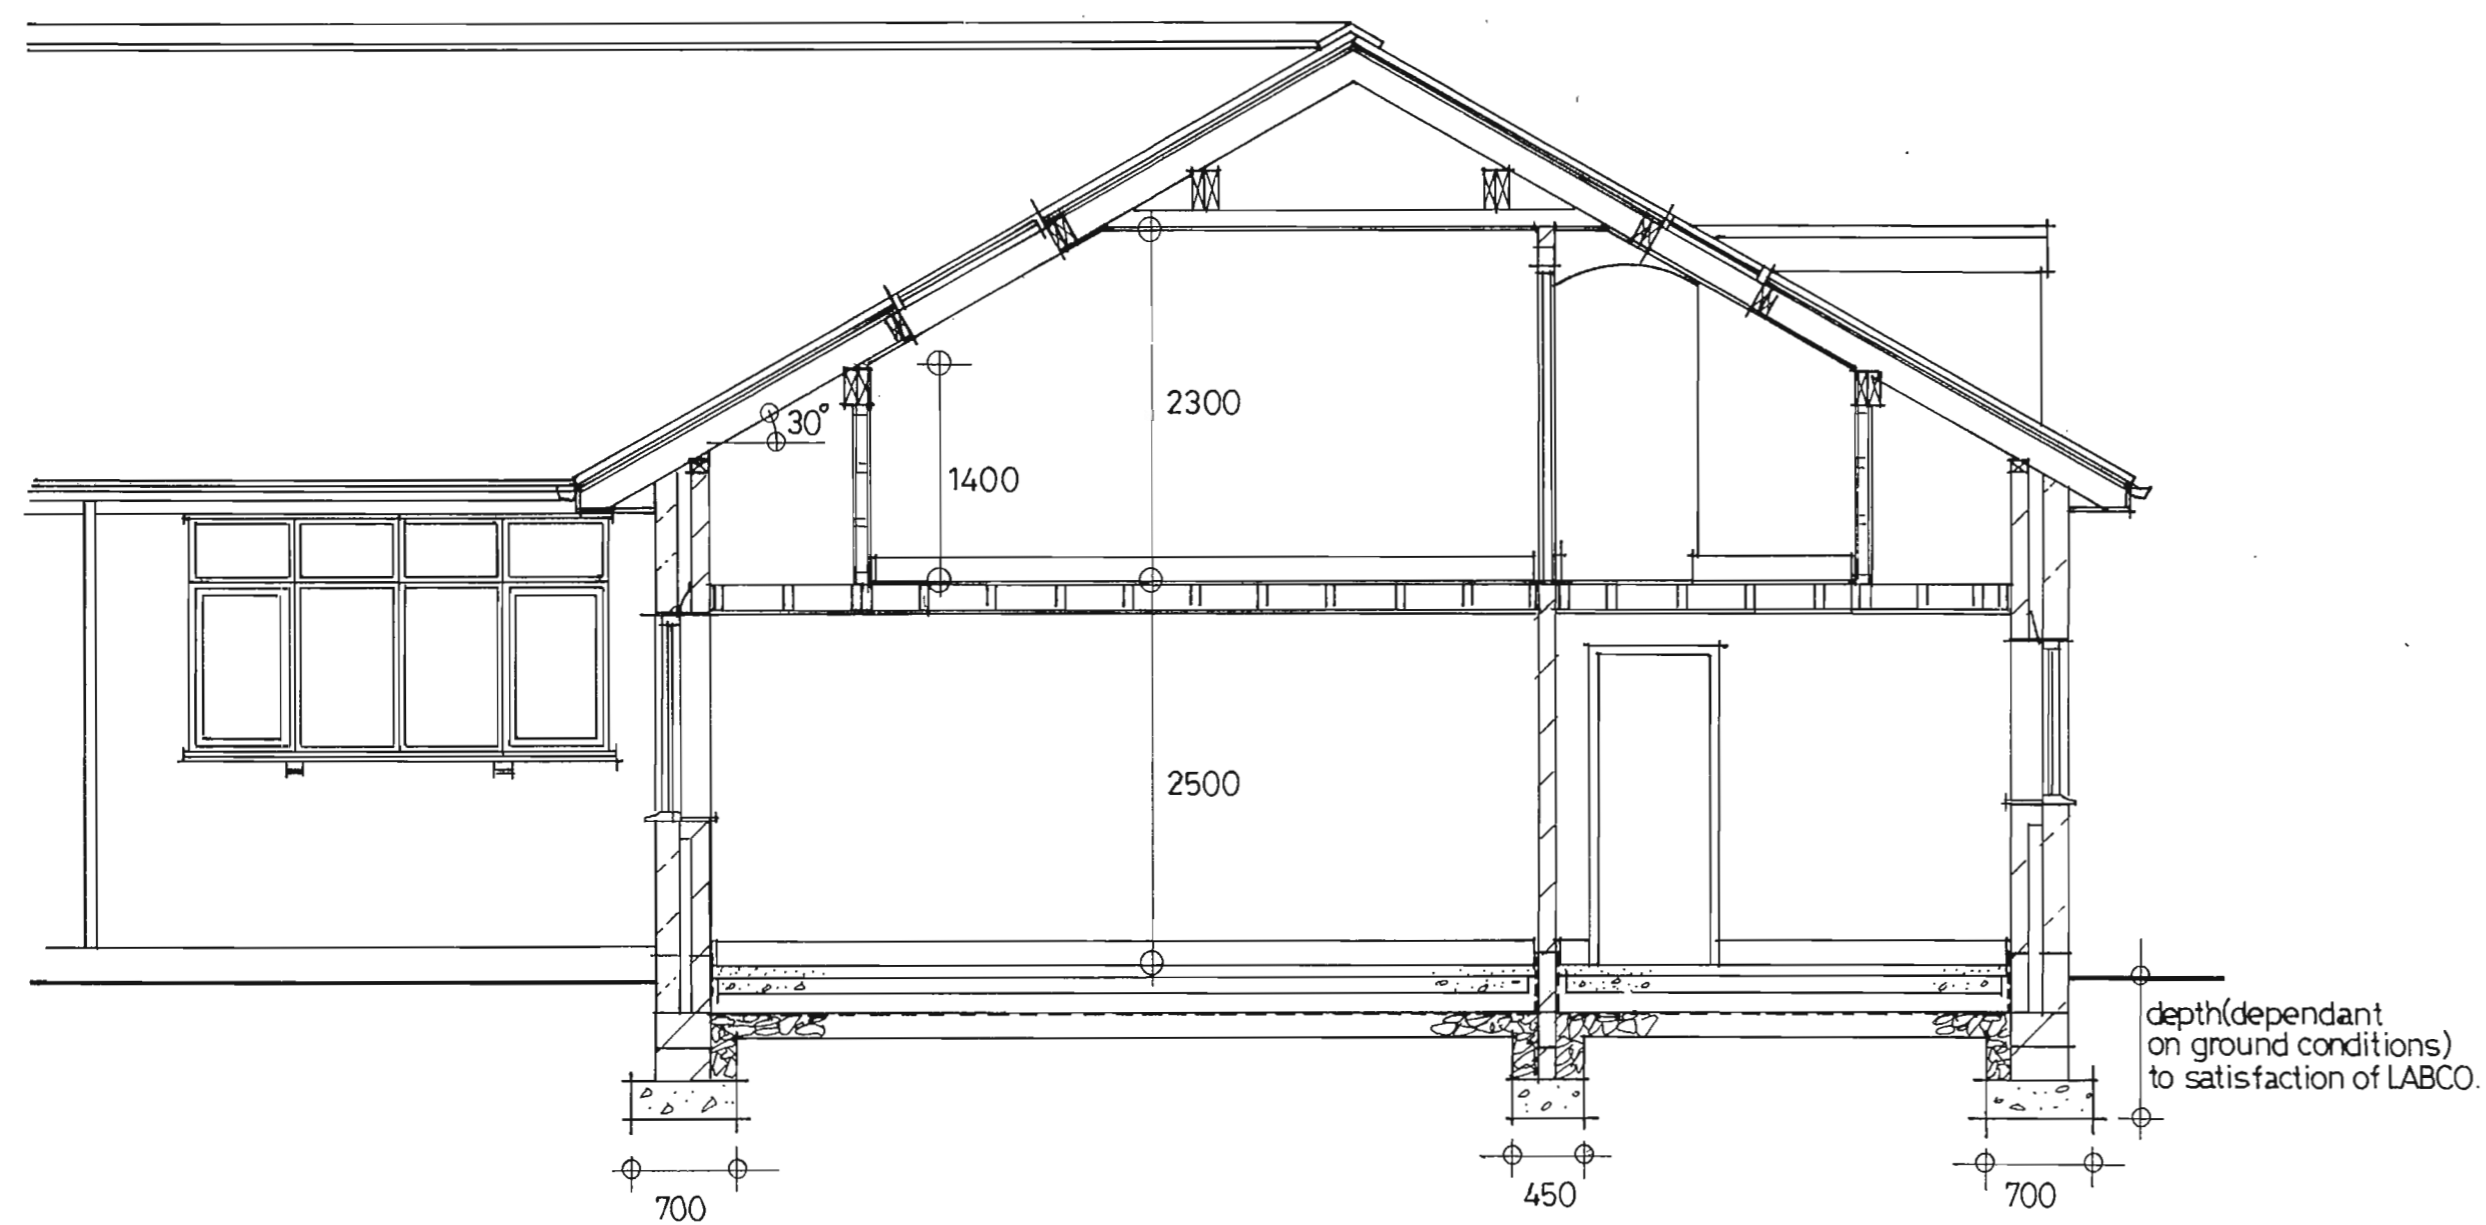 30°
2300
1400
2500
depth(dependant
on ground conditions)
to satisfaction of LABCO.
700
450
700